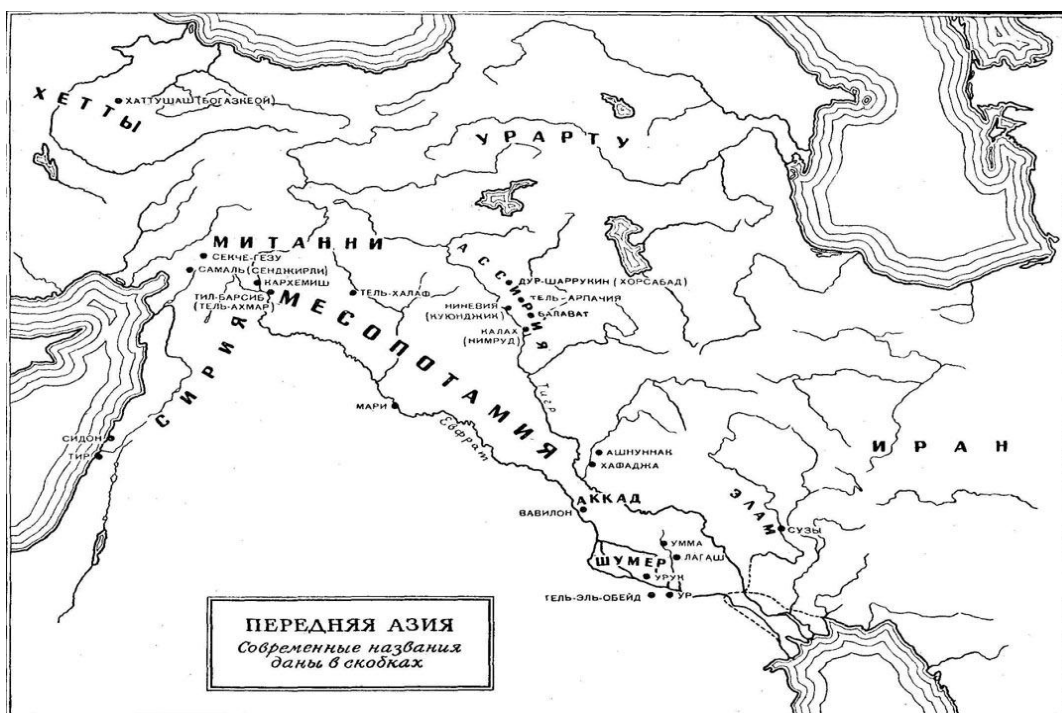 ХЕТТЫ
ХАТТУШАШ (БОГАЗКЕОЙ)
УРАРТУ
МИТАННИ
СЕКЧЕ-ГЕЗУ
САМАЛЬ (СЕНДЖИРЛИ)
КАРХЕМИШ
ТИЛ-БАРСИБ
(ТЕЛЬ-АХМАР)
ТЕЛЬ-ХАЛАФ
АССИРИЯ
ДУР-ШАРРУКИН (ХОРСАБАД)
ТЕЛЬ-АРПАЧИЯ
НИНЕВИЯ
(КУЮНДЖИК)
БАЛАВАТ
КАЛАХ
(НИМРУД)
МЕСОПОТАМИЯ
СИРИЯ
Тигр
МАРИ
Евфрат
СИДОН
ТИР
ИРАН
АШНУННАК
ХАФАДЖА
АККАД
ВАВИЛОН
ЭЛАМ
СУЗЫ
УММА
ЛАГАШ
ШУМЕР
УРУК
ТЕЛЬ-ЭЛЬ-ОБЕЙД
УР
ПЕРЕДНЯЯ АЗИЯ
Современные названия
даны в скобках